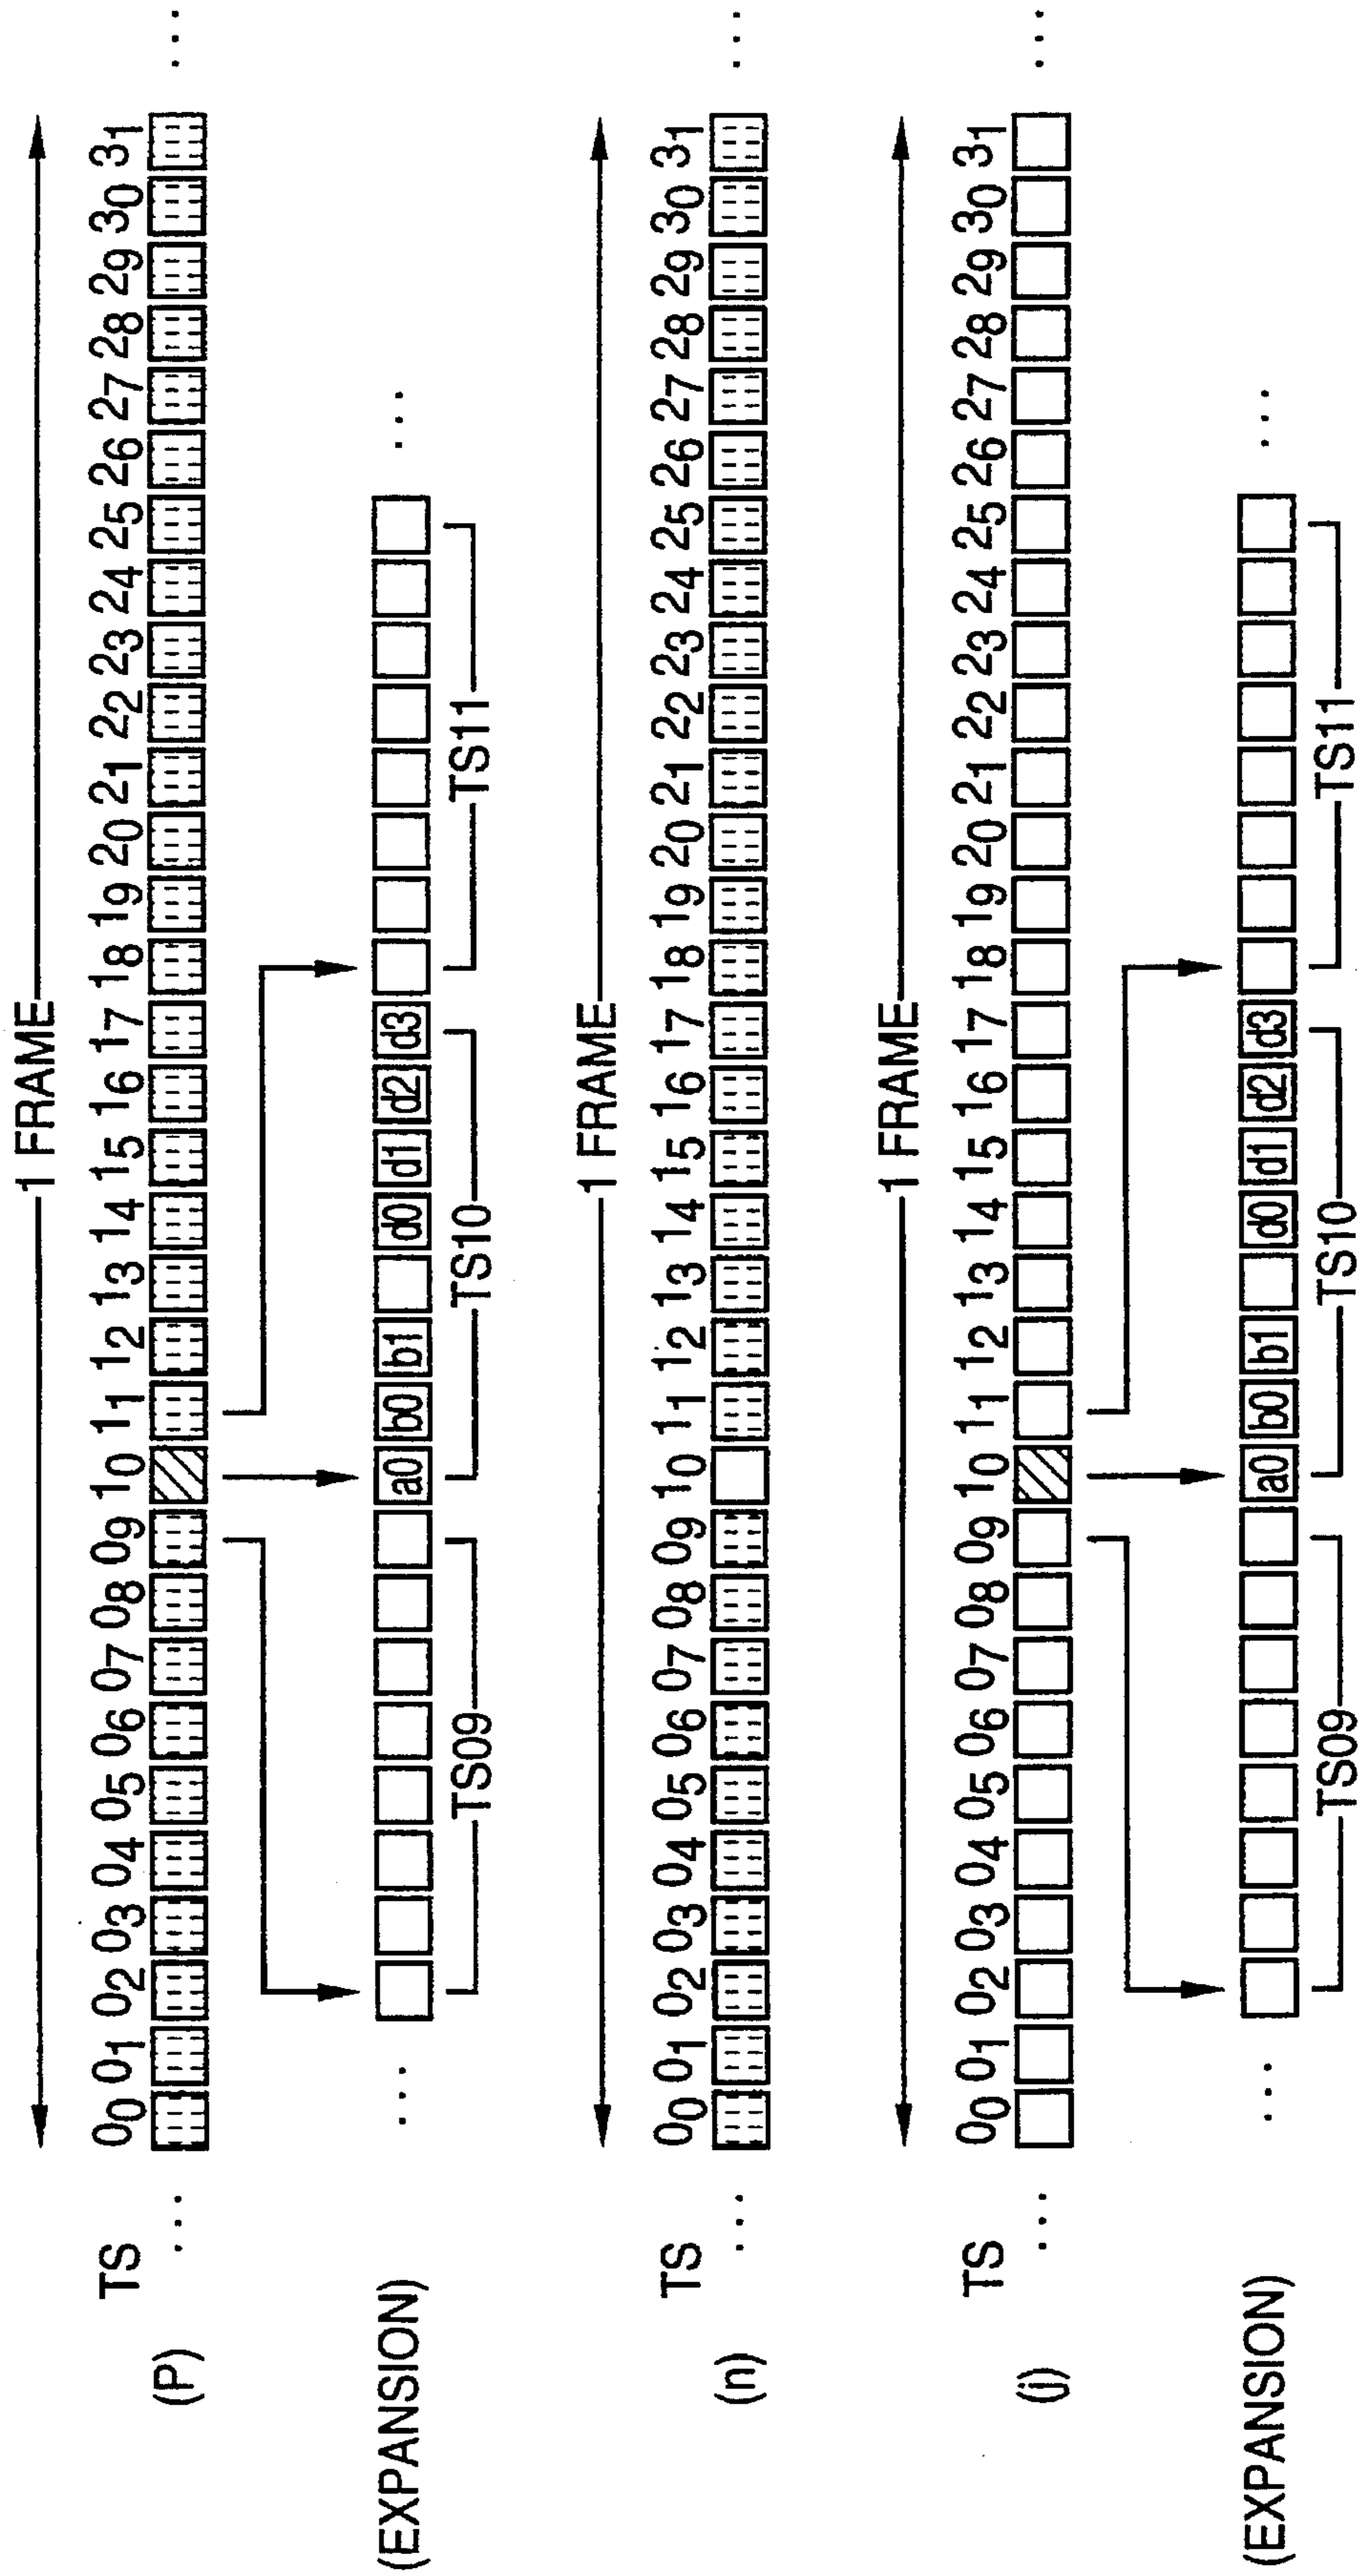 1 FRAME
TS 00 01 02 03 04 05 06 07 08 09 10 11 12 13 14 15 16 17 18 19 20 21 22 23 24 25 26 27 28 29 30 31
(P) ... ...
(EXPANSION) ... a0 b0 b1 d0 d1 d2 d3 ...
TS09 TS10 TS11
1 FRAME
TS 00 01 02 03 04 05 06 07 08 09 10 11 12 13 14 15 16 17 18 19 20 21 22 23 24 25 26 27 28 29 30 31
(n) ... ...
1 FRAME
TS 00 01 02 03 04 05 06 07 08 09 10 11 12 13 14 15 16 17 18 19 20 21 22 23 24 25 26 27 28 29 30 31
(j) ... ...
(EXPANSION) ... a0 b0 b1 d0 d1 d2 d3 ...
TS09 TS10 TS11